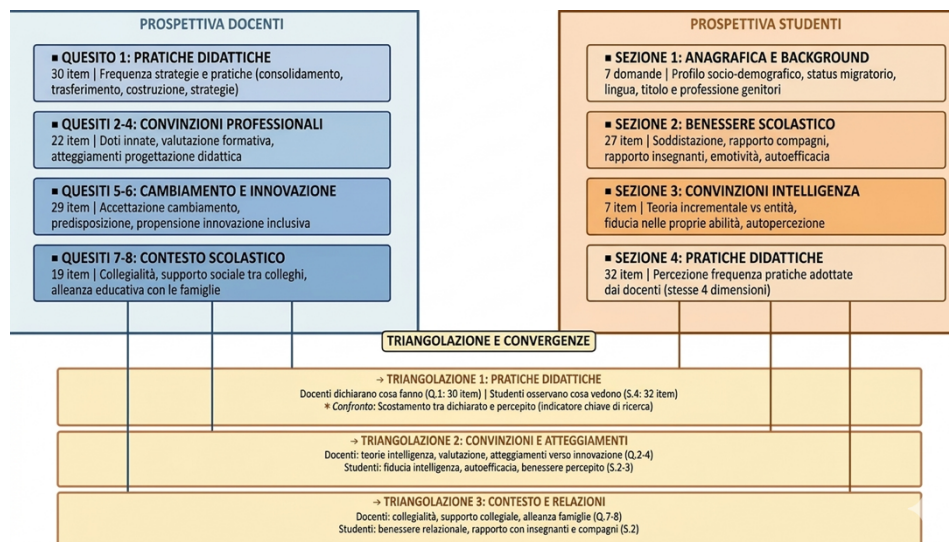 PROSPETTIVA DOCENTI
■ QUESITO 1: PRATICHE DIDATTICHE
30 item | Frequenza strategie e pratiche (consolidamento,
trasferimento, costruzione, strategie)
■ QUESITI 2-4: CONVINZIONI PROFESSIONALI
22 item | Doti innate, valutazione formativa,
atteggiamenti progettazione didattica
■ QUESITI 5-6: CAMBIAMENTO E INNOVAZIONE
29 item | Accettazione cambiamento,
predisposizione, propensione innovazione inclusiva
■ QUESITI 7-8: CONTESTO SCOLASTICO
19 item | Collegialità, supporto sociale tra colleghi,
alleanza educativa con le famiglie
PROSPETTIVA STUDENTI
■ SEZIONE 1: ANAGRAFICA E BACKGROUND
7 domande | Profilo socio-demografico, status migratorio,
lingua, titolo e professione genitori
■ SEZIONE 2: BENESSERE SCOLASTICO
27 item | Soddistazione, rapporto compagni,
rapporto insegnanti, emotività, autoefficacia
■ SEZIONE 3: CONVINZIONI INTELLIGENZA
7 item | Teoria incrementale vs entità,
fiducia nelle proprie abilità, autopercezione
■ SEZIONE 4: PRATICHE DIDATTICHE
32 item | Percezione frequenza pratiche adottate
dai docenti (stesse 4 dimensioni)
TRIANGOLAZIONE E CONVERGENZE
→ TRIANGOLAZIONE 1: PRATICHE DIDATTICHE
Docenti dichiarano cosa fanno (Q.1: 30 item) | Studenti osservano cosa vedono (S.4: 32 item)
* Confronto: Scostamento tra dichiarato e percepito (indicatore chiave di ricerca)
→ TRIANGOLAZIONE 2: CONVINZIONI E ATTEGGIAMENTI
Docenti: teorie intelligenza, valutazione, atteggiamenti verso innovazione (Q.2-4)
Studenti: fiducia intelligenza, autoefficacia, benessere percepito (S.2-3)
→ TRIANGOLAZIONE 3: CONTESTO E RELAZIONI
Docenti: collegialità, supporto collegiale, alleanza famiglie (Q.7-8)
Studenti: benessere relazionale, rapporto con insegnanti e compagni (S.2)